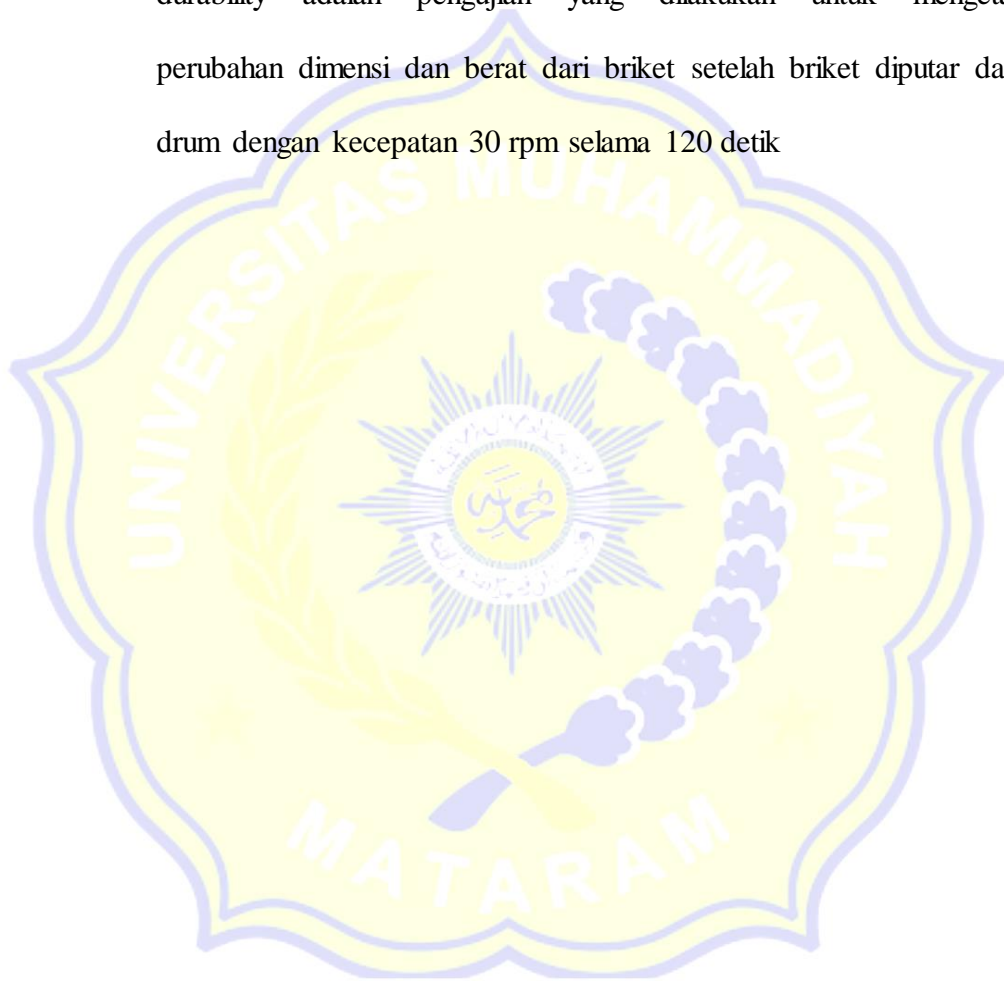 durability adalah pengujian yang dilakukan untuk
perubahan dimensi dan berat dari briket setelah briket diputar
drum dengan kecepatan 30 rpm selama 120 detik
UNIVERSITAS MUHAMMADIYAH
MATARAM